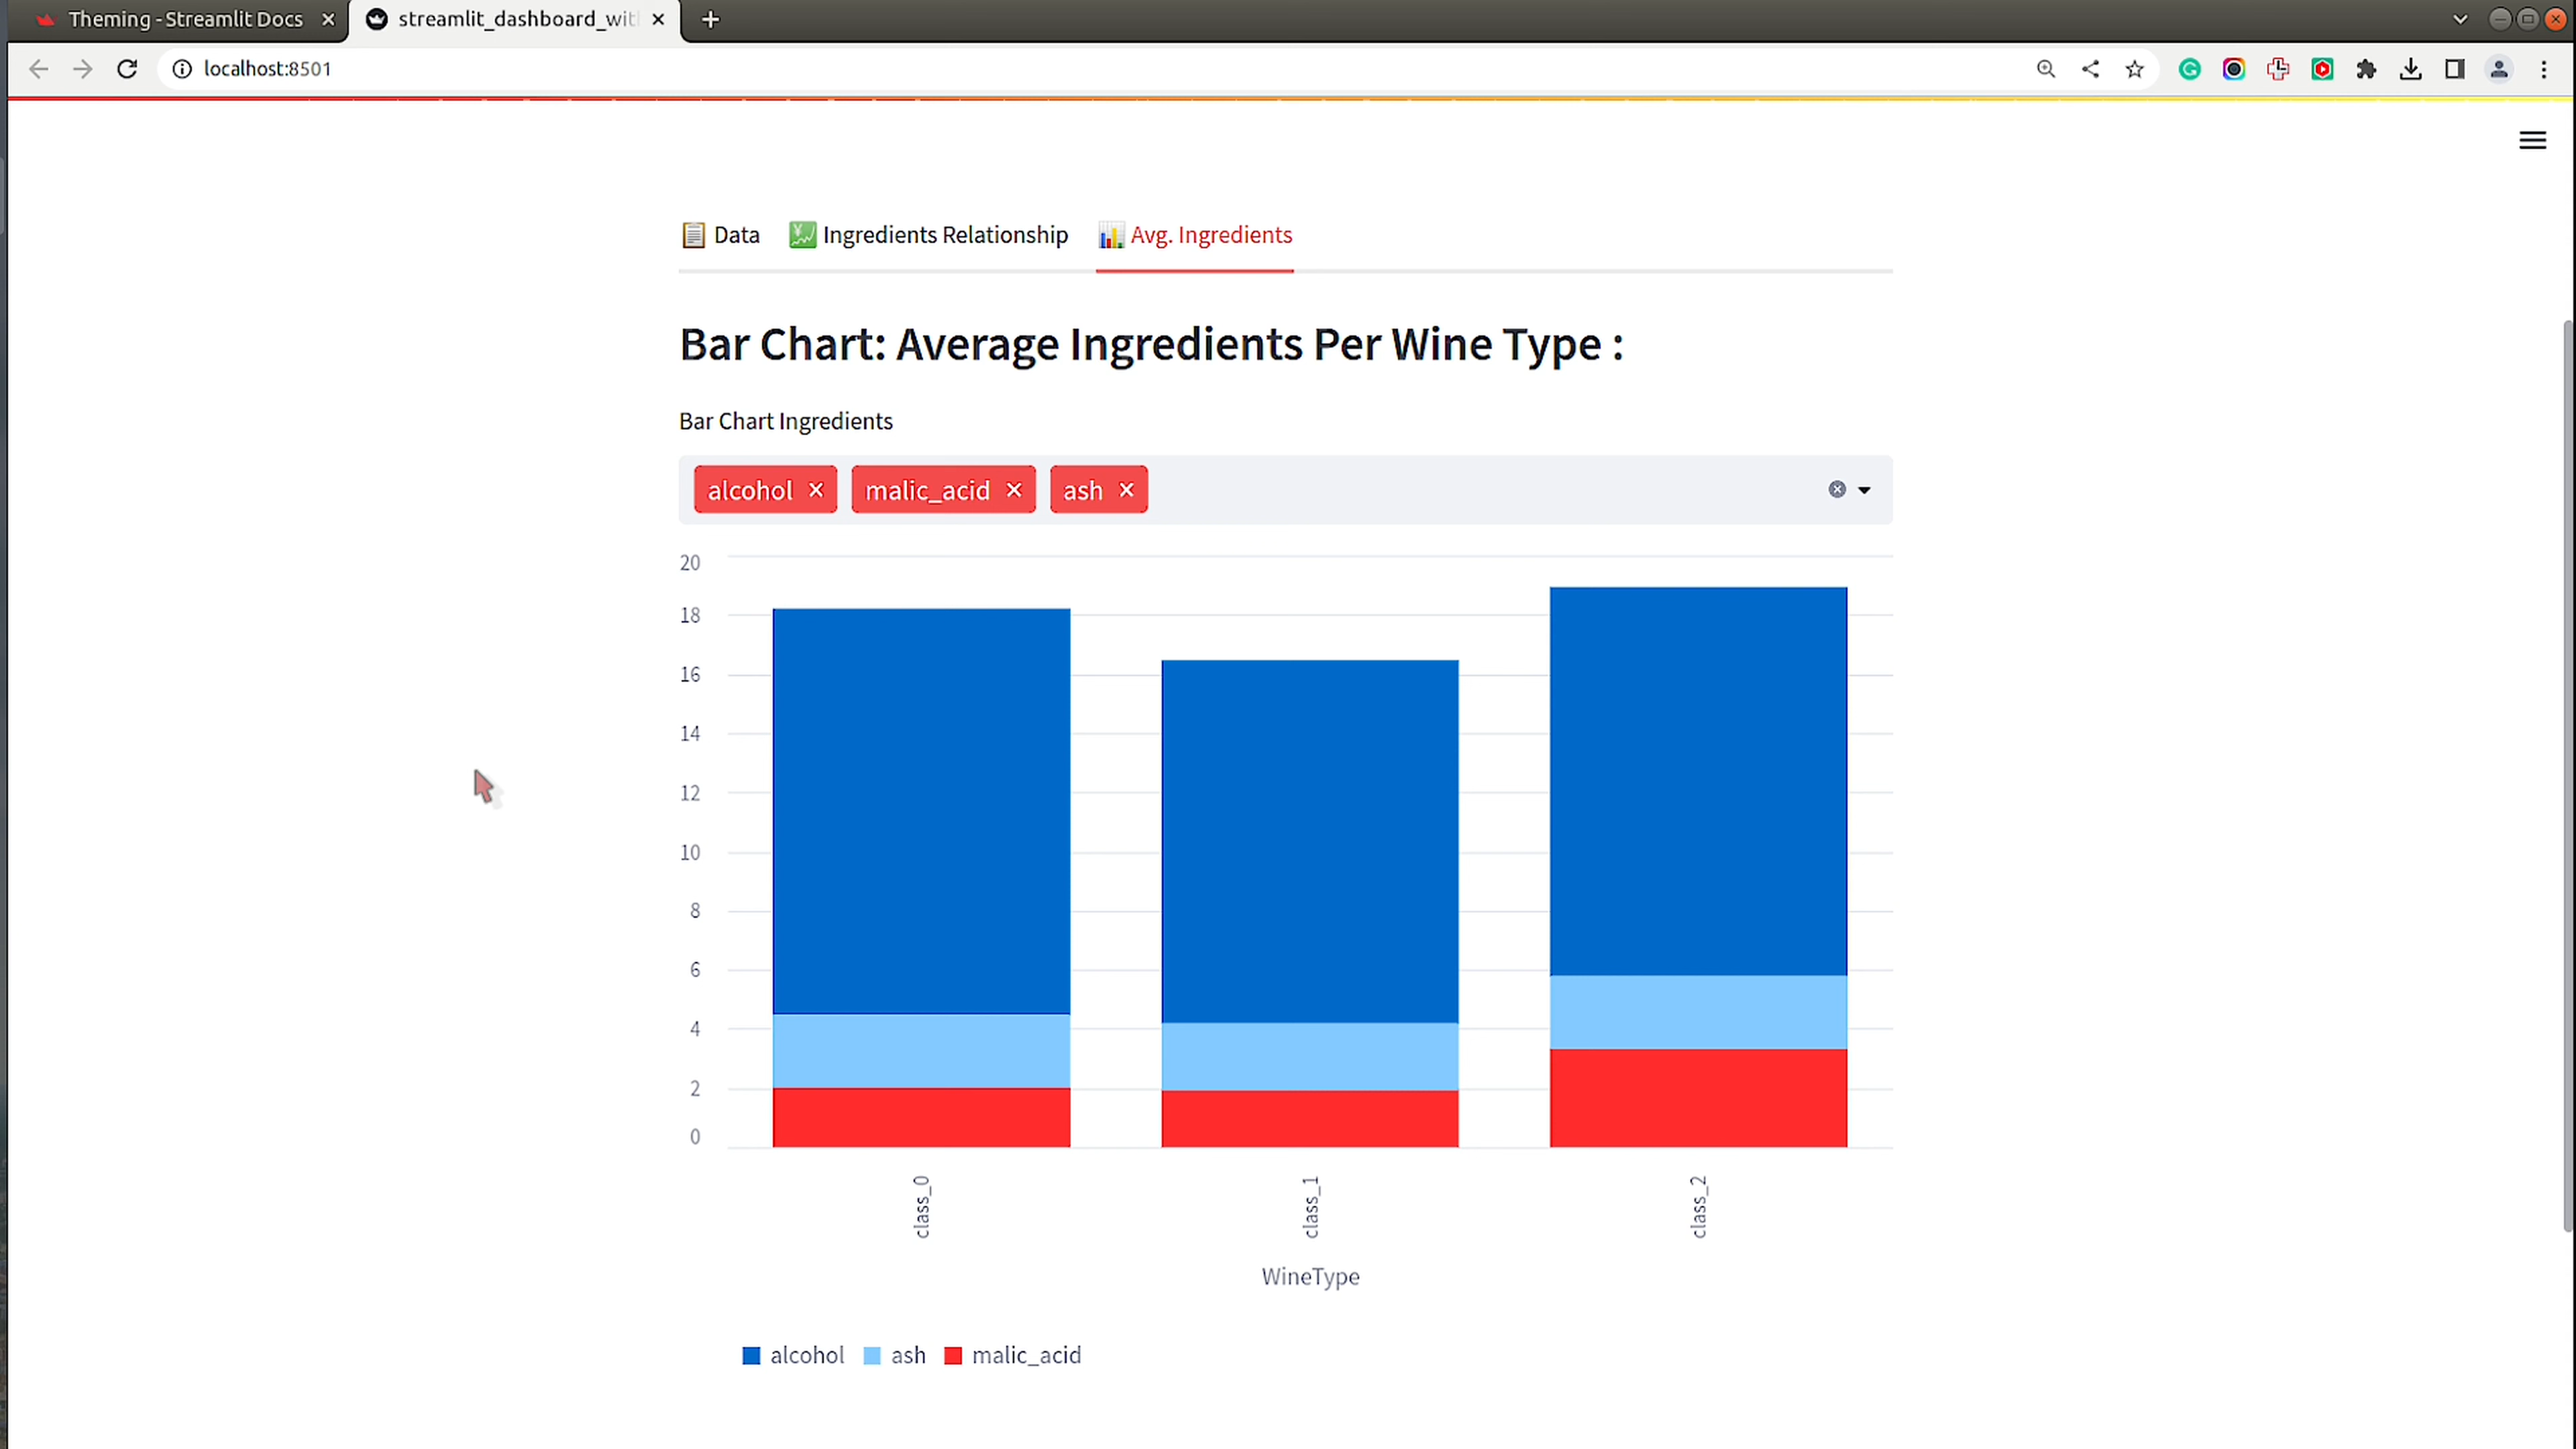 Theming - Streamlit Docs
streamlit_dashboard_wit
localhost:8501
Data
Ingredients Relationship
Avg. Ingredients
Bar Chart: Average Ingredients Per Wine Type :
Bar Chart Ingredients
alcohol
malic_acid
ash
20
18
16
14
12
10
8
6
4
2
0
class_0
class_1
class_2
WineType
alcohol
ash
malic_acid